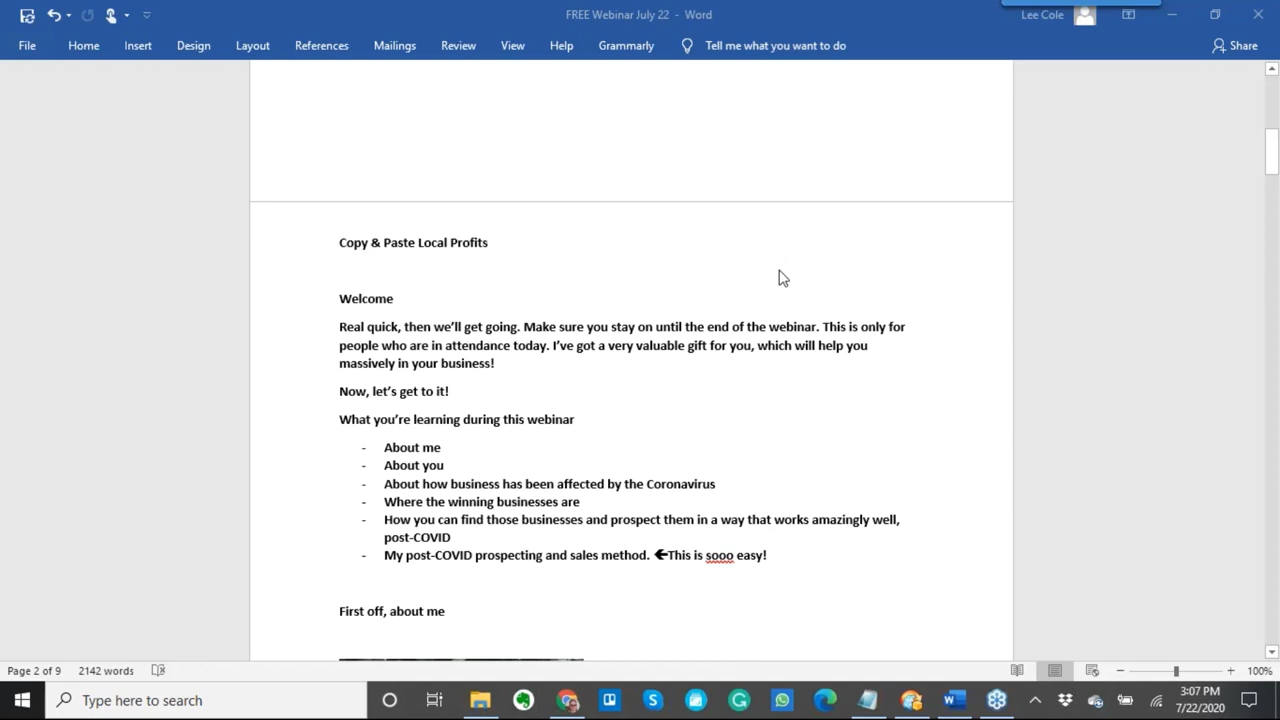 FREE Webinar July 22 - Word
Lee Cole
File Home Insert Design Layout References Mailings Review View Help Grammarly Tell me what you want to do Share
Copy & Paste Local Profits
Welcome
Real quick, then we’ll get going. Make sure you stay on until the end of the webinar. This is only for
people who are in attendance today. I’ve got a very valuable gift for you, which will help you
massively in your business!
Now, let’s get to it!
What you’re learning during this webinar
- About me
- About you
- About how business has been affected by the Coronavirus
- Where the winning businesses are
- How you can find those businesses and prospect them in a way that works amazingly well,
post-COVID
- My post-COVID prospecting and sales method. 🡸This is sooo easy!
First off, about me
Page 2 of 9 2142 words 100%
Type here to search
3:07 PM
7/22/2020